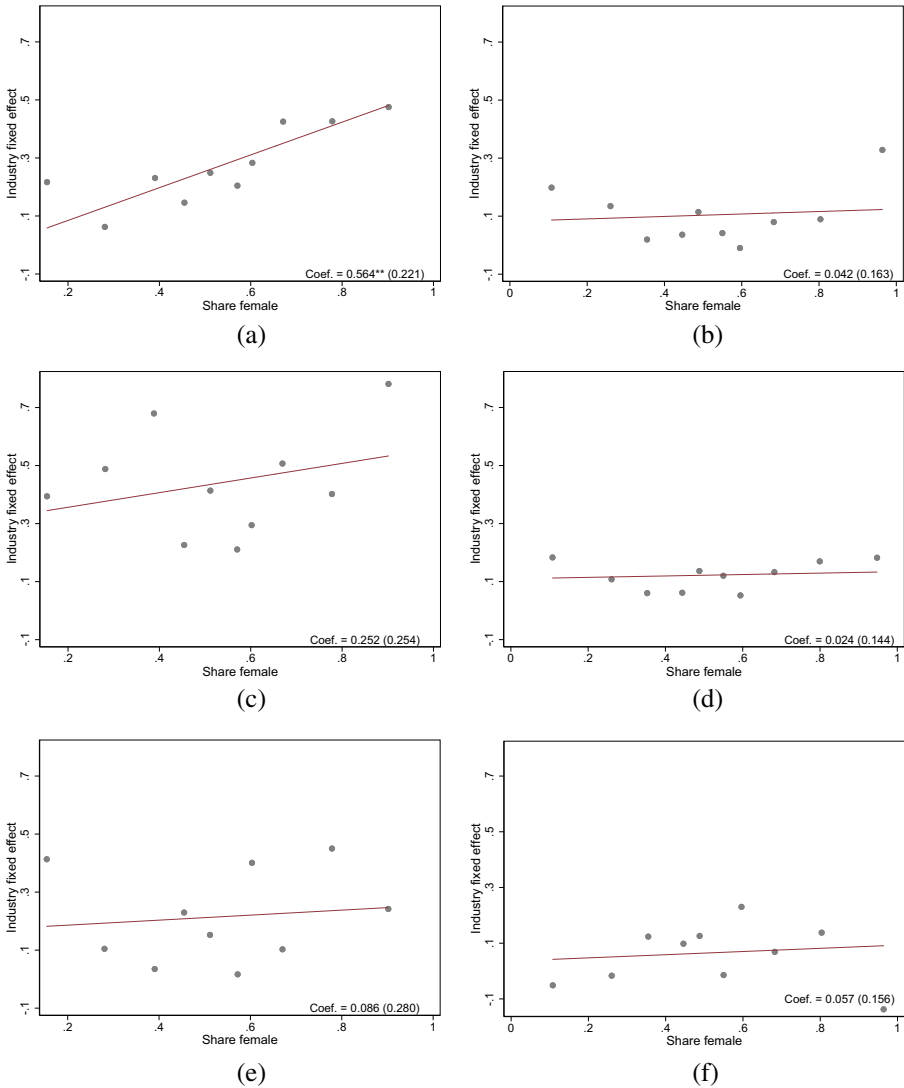 Industry fixed effect
-.1 .1 .3 .5 .7
Coef. = 0.564** (0.221)
.2 .4 .6 .8 1
Share female
(a)
Industry fixed effect
-.1 .1 .3 .5 .7
Coef. = 0.042 (0.163)
0 .2 .4 .6 .8 1
Share female
(b)
Industry fixed effect
-.1 .1 .3 .5 .7
Coef. = 0.252 (0.254)
.2 .4 .6 .8 1
Share female
(c)
Industry fixed effect
-.1 .1 .3 .5 .7
Coef. = 0.024 (0.144)
0 .2 .4 .6 .8 1
Share female
(d)
Industry fixed effect
-.1 .1 .3 .5 .7
Coef. = 0.086 (0.280)
.2 .4 .6 .8 1
Share female
(e)
Industry fixed effect
-.1 .1 .3 .5 .7
Coef. = 0.057 (0.156)
0 .2 .4 .6 .8 1
Share female
(f)